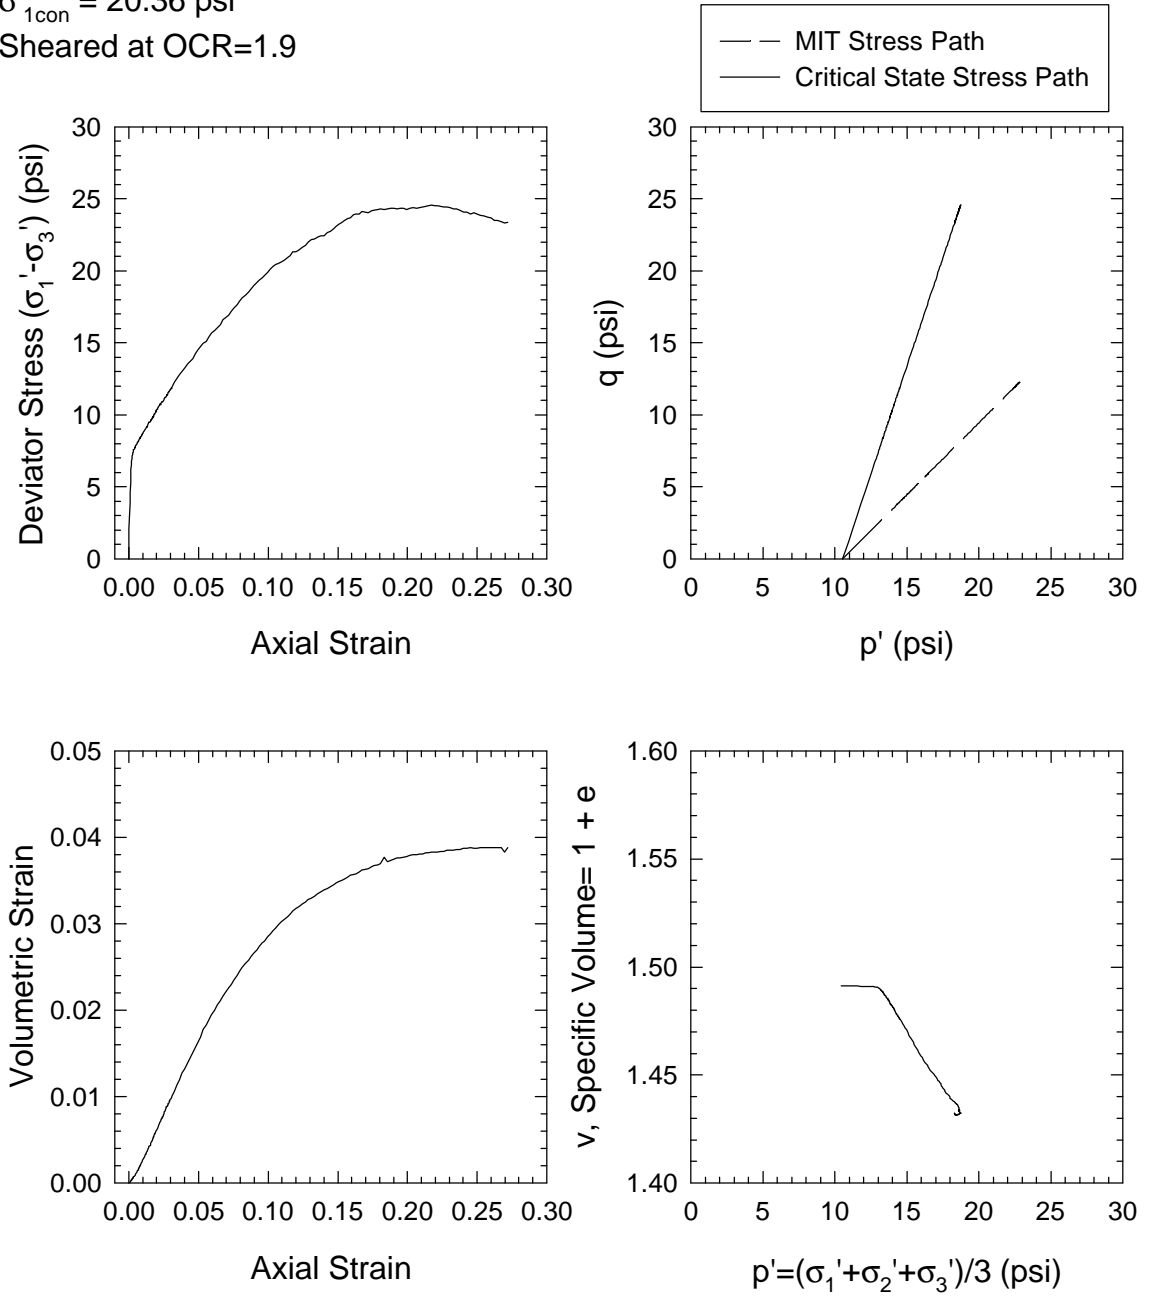 σ'1con = 20.36 psi
Sheared at OCR=1.9
MIT Stress Path
Critical State Stress Path
30
25
20
15
10
5
0
Deviator Stress (σ1'-σ3') (psi)
0.00 0.05 0.10 0.15 0.20 0.25 0.30
Axial Strain
30
25
20
15
10
5
0
q (psi)
0 5 10 15 20 25 30
p' (psi)
0.05
0.04
0.03
0.02
0.01
0.00
Volumetric Strain
0.00 0.05 0.10 0.15 0.20 0.25 0.30
Axial Strain
1.60
1.55
1.50
1.45
1.40
v, Specific Volume= 1 + e
0 5 10 15 20 25 30
p'=(σ1'+σ2'+σ3')/3 (psi)